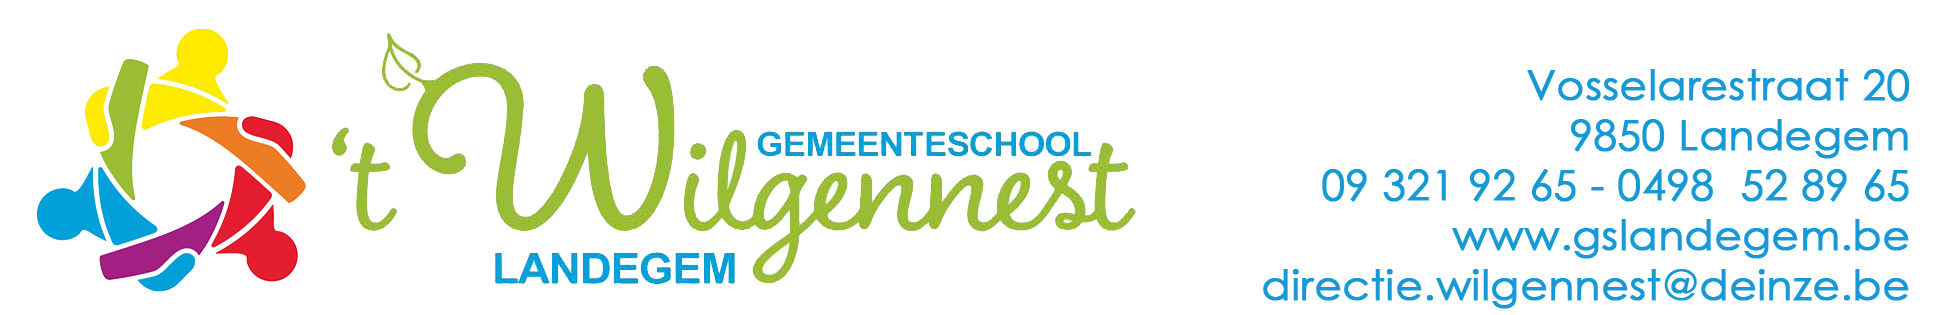 't Wilgennest
GEMEENTESCHOOL
LANDEGEM
Vosselarestraat 20
9850 Landegem
09 321 92 65 - 0498  52 89 65
www.gslandegem.be
directie.wilgennest@deinze.be